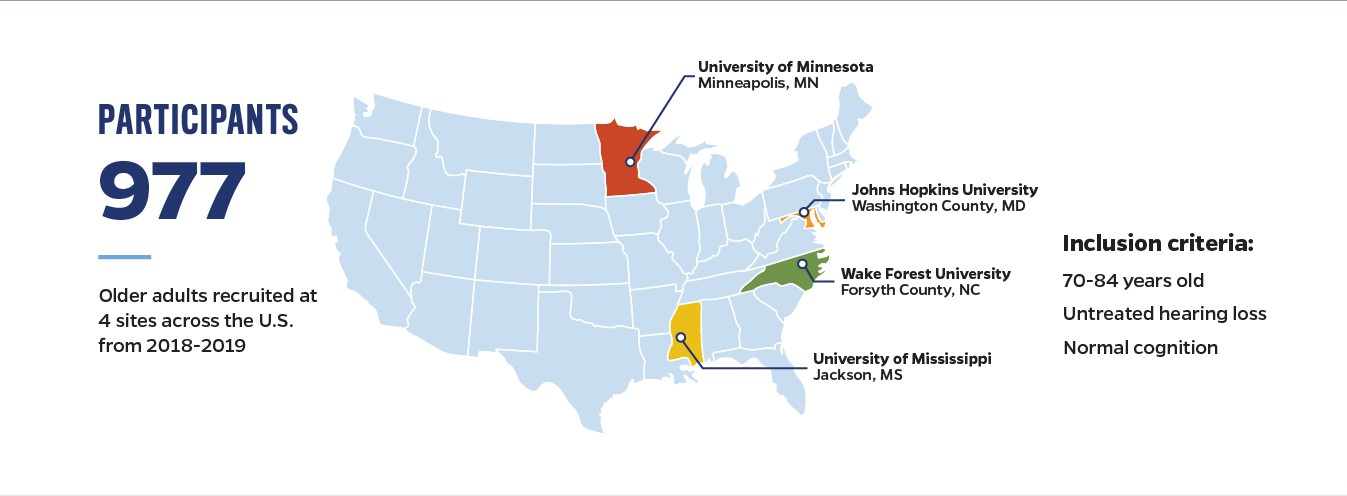 PARTICIPANTS
977
Older adults recruited at
4 sites across the U.S.
from 2018-2019
University of Minnesota
Minneapolis, MN
Johns Hopkins University
Washington County, MD
Wake Forest University
Forsyth County, NC
University of Mississippi
Jackson, MS
Inclusion criteria:
70-84 years old
Untreated hearing loss
Normal cognition